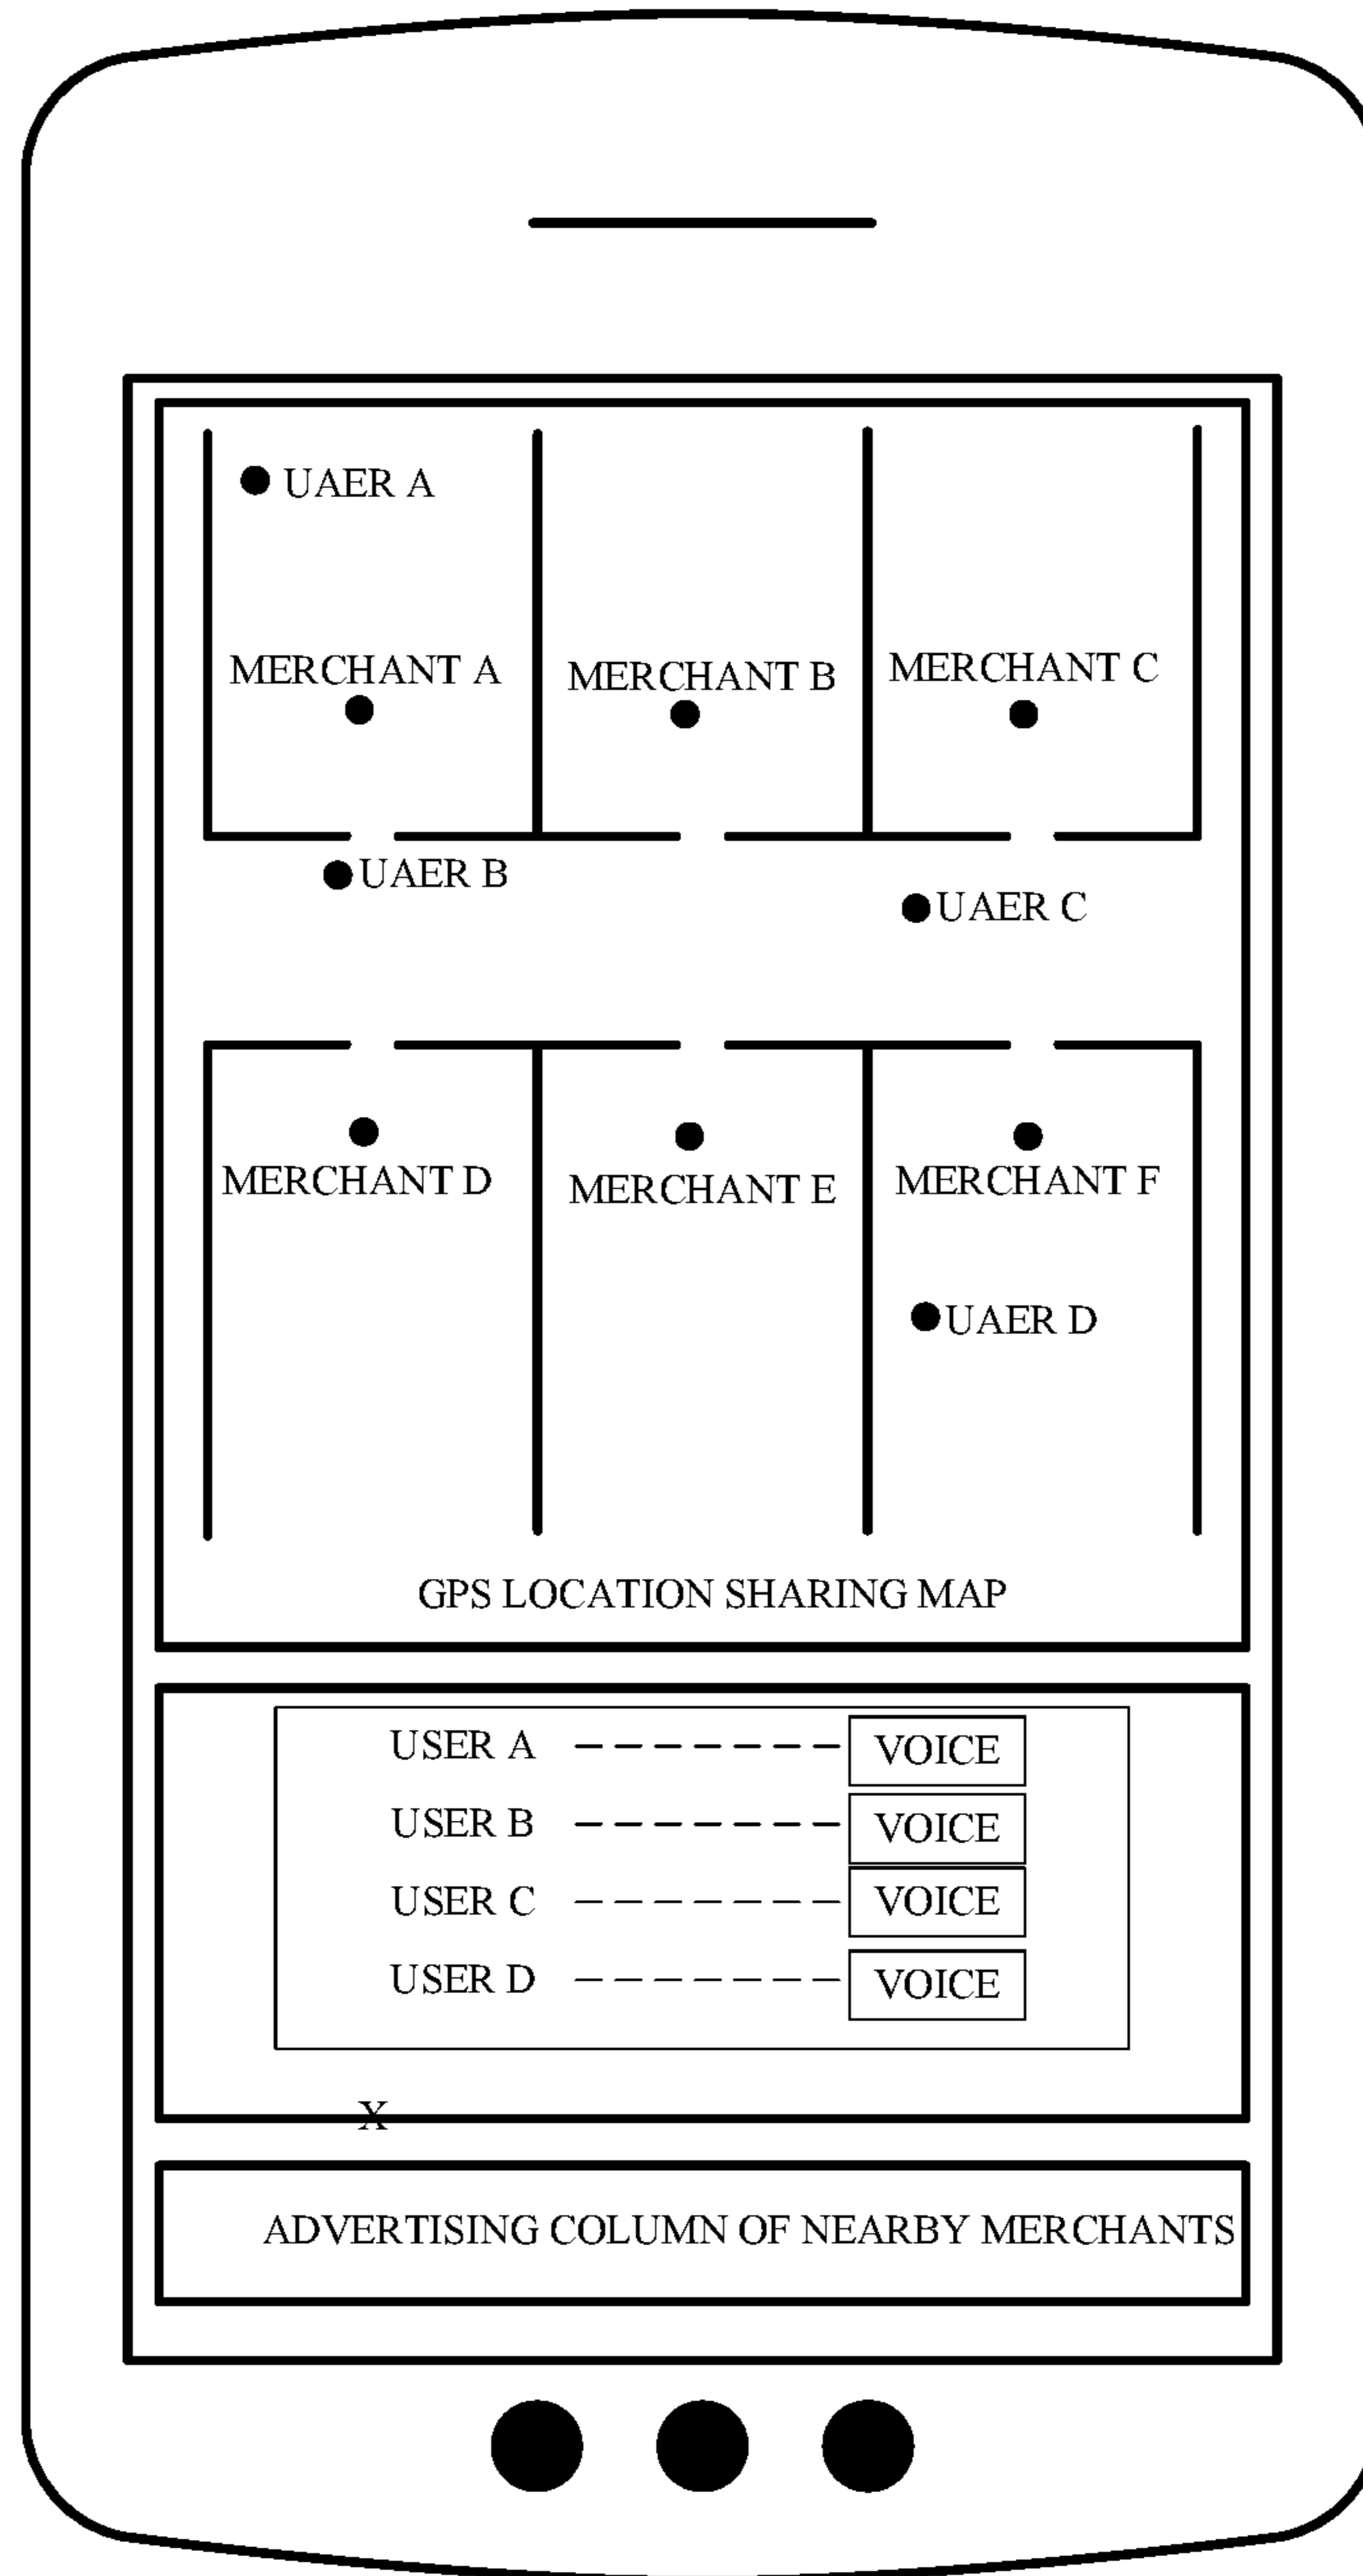 UAER A
MERCHANT A
MERCHANT B
MERCHANT C
UAER B
UAER C
MERCHANT D
MERCHANT E
MERCHANT F
UAER D
GPS LOCATION SHARING MAP
USER A VOICE
USER B VOICE
USER C VOICE
USER D VOICE
X
ADVERTISING COLUMN OF NEARBY MERCHANTS